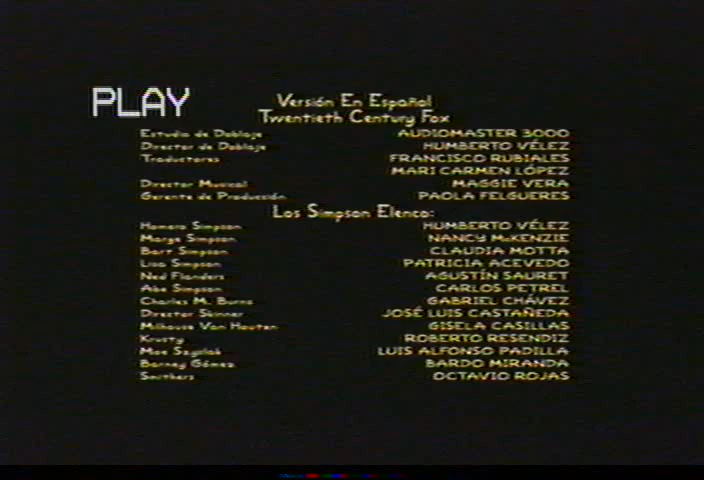 PLAY
Versión En Español
Twentieth Century Fox
Estudio de Doblaje AUDIOMASTER 3000
Director de Doblaje HUMBERTO VÉLEZ
Traductores FRANCISCO RUBIALES
MARI CARMEN LÓPEZ
Director Musical MAGGIE VERA
Gerente de Producción PAOLA FELGUERES
Los Simpson Elenco:
Homero Simpson HUMBERTO VÉLEZ
Marge Simpson NANCY McKENZIE
Bart Simpson CLAUDIA MOTTA
Lisa Simpson PATRICIA ACEVEDO
Ned Flanders AGUSTÍN SAURET
Abe Simpson CARLOS PETREL
Charles M. Burns GABRIEL CHÁVEZ
Director Skinner JOSÉ LUIS CASTAÑEDA
Milhouse Van Houten GISELA CASILLAS
Krusty ROBERTO RESENDIZ
Moe Szyslak LUIS ALFONSO PADILLA
Barney Gómez BARDO MIRANDA
Smithers OCTAVIO ROJAS